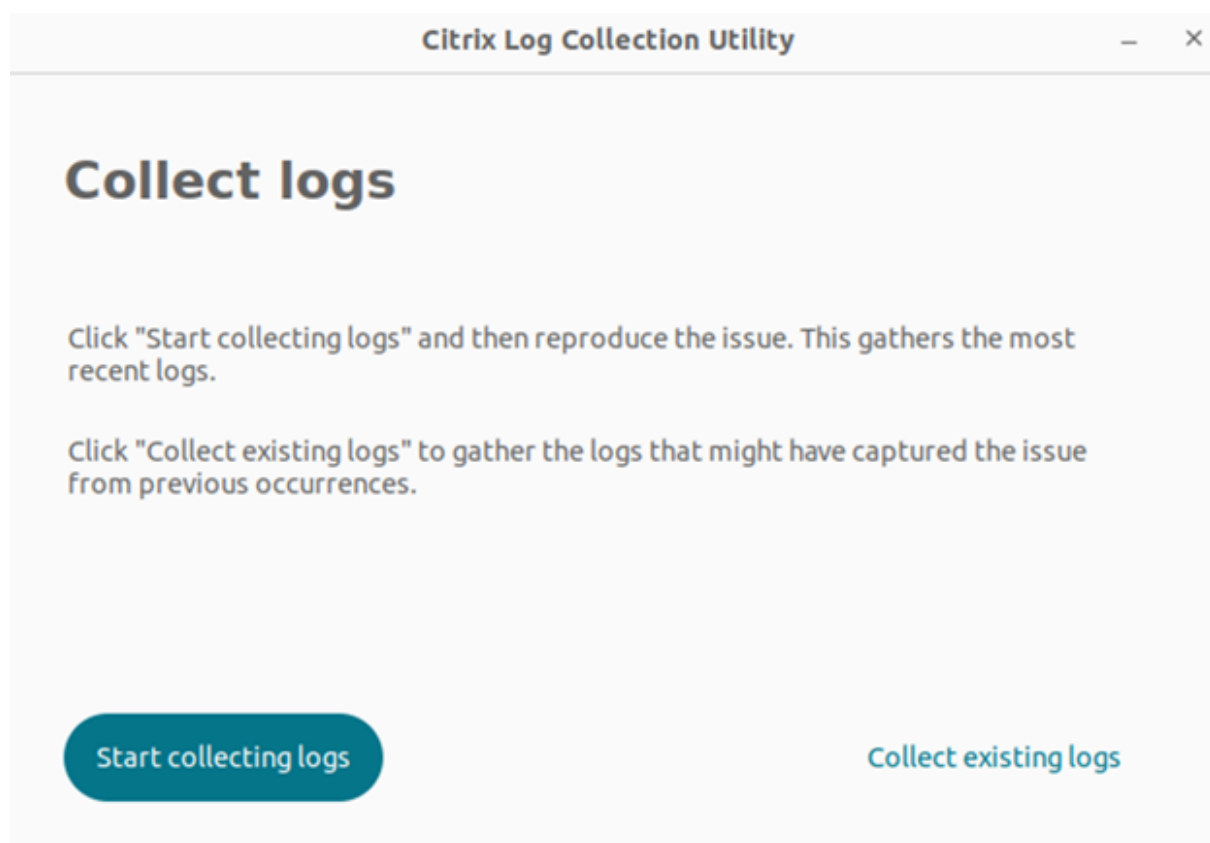 Citrix Log Collection Utility
Collect logs
Click "Start collecting logs" and then reproduce the issue. This gathers the most
recent logs.
Click "Collect existing logs" to gather the logs that might have captured the issue
from previous occurrences.
Start collecting logs
Collect existing logs